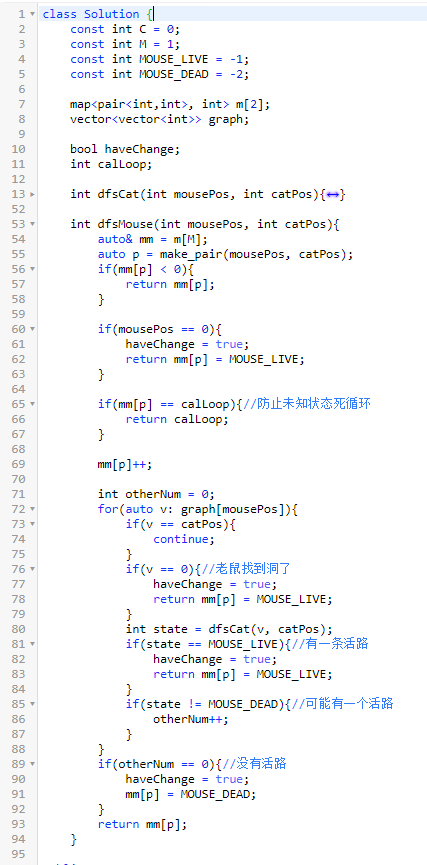 1 class Solution {
2     const int C = 0;
3     const int M = 1;
4     const int MOUSE_LIVE = -1;
5     const int MOUSE_DEAD = -2;
6
7     map<pair<int,int>, int> m[2];
8     vector<vector<int>> graph;
9
10     bool haveChange;
11     int calLoop;
12
13     int dfsCat(int mousePos, int catPos){↔}
52
53     int dfsMouse(int mousePos, int catPos){
54         auto& mm = m[M];
55         auto p = make_pair(mousePos, catPos);
56         if(mm[p] < 0){
57             return mm[p];
58         }
59
60         if(mousePos == 0){
61             haveChange = true;
62             return mm[p] = MOUSE_LIVE;
63         }
64
65         if(mm[p] == calLoop){//防止未知状态死循环
66             return calLoop;
67         }
68
69         mm[p]++;
70
71         int otherNum = 0;
72         for(auto v: graph[mousePos]){
73             if(v == catPos){
74                 continue;
75             }
76             if(v == 0){//老鼠找到洞了
77                 haveChange = true;
78                 return mm[p] = MOUSE_LIVE;
79             }
80             int state = dfsCat(v, catPos);
81             if(state == MOUSE_LIVE){//有一条活路
82                 haveChange = true;
83                 return mm[p] = MOUSE_LIVE;
84             }
85             if(state != MOUSE_DEAD){//可能有一个活路
86                 otherNum++;
87             }
88         }
89         if(otherNum == 0){//没有活路
90             haveChange = true;
91             mm[p] = MOUSE_DEAD;
92         }
93         return mm[p];
94     }
95